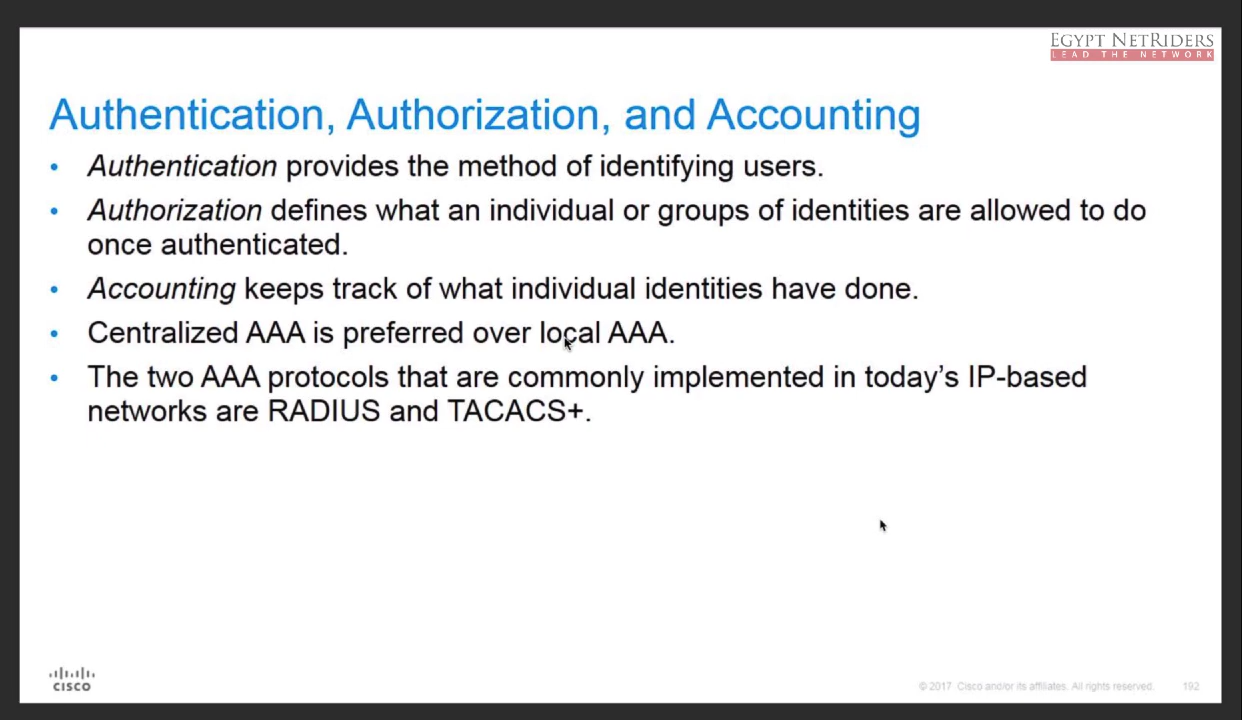 EGYPT NETRIDERS
LEAD THE NETWORK
Authentication, Authorization, and Accounting
• Authentication provides the method of identifying users.
• Authorization defines what an individual or groups of identities are allowed to do
once authenticated.
• Accounting keeps track of what individual identities have done.
• Centralized AAA is preferred over local AAA.
• The two AAA protocols that are commonly implemented in today's IP-based
networks are RADIUS and TACACS+.
CISCO
© 2017 Cisco and/or its affiliates. All rights reserved. 192